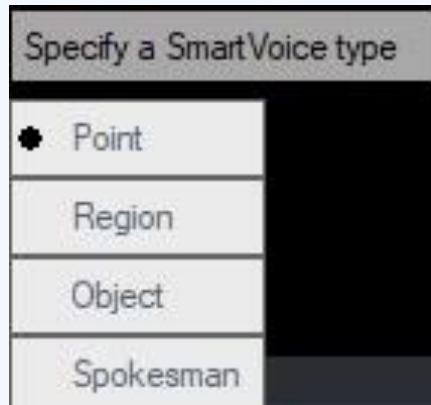 Specify a SmartVoice type
Point
Region
Object
Spokesman